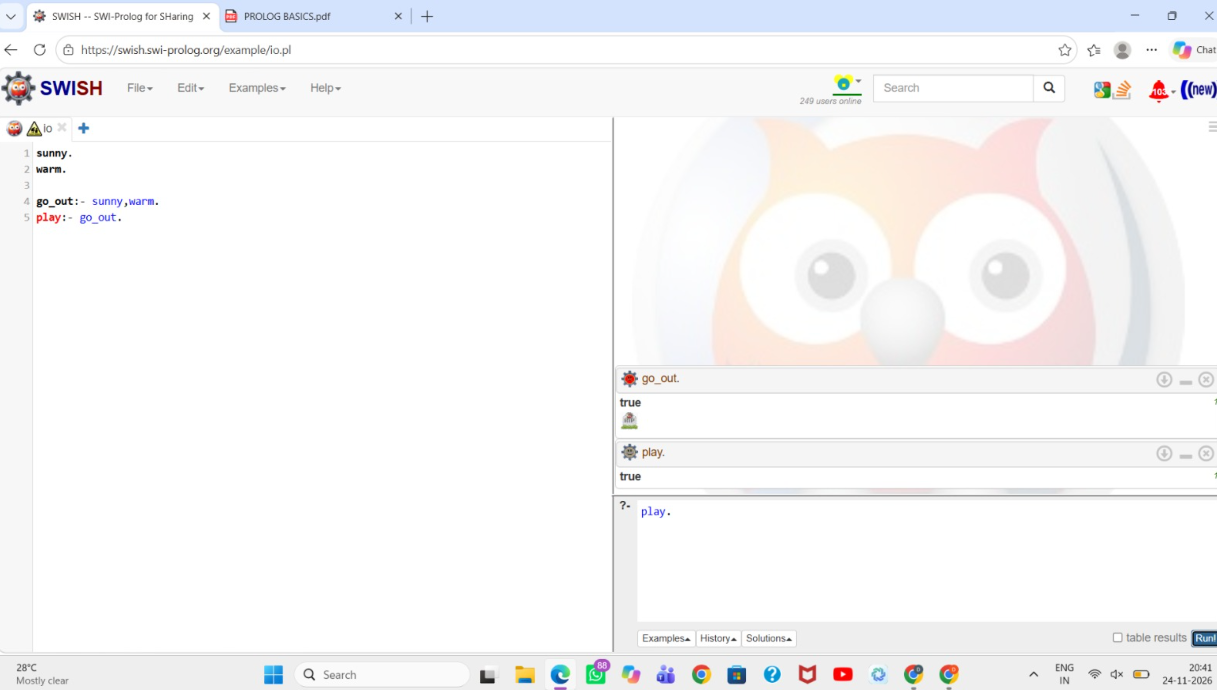 SWISH -- SWI-Prolog for SHaring
PROLOG BASICS.pdf
https://swish.swi-prolog.org/example/io.pl
Chat
SWISH
File
Edit
Examples
Help
249 users online
Search
103
((new)
io
1 sunny.
2 warm.
3
4 go_out:- sunny,warm.
5 play:- go_out.
go_out.
true
play.
true
?- play.
Examples
History
Solutions
table results
Run!
28°C
Mostly clear
Search
88
ENG
IN
20:41
24-11-2026